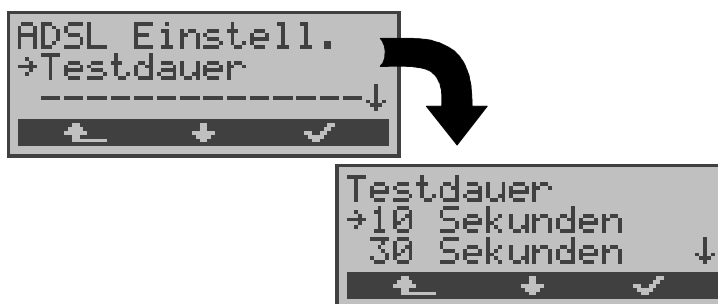 ADSL Einstell.
→Testdauer
---------------↓
Testdauer
→10 Sekunden
30 Sekunden ↓